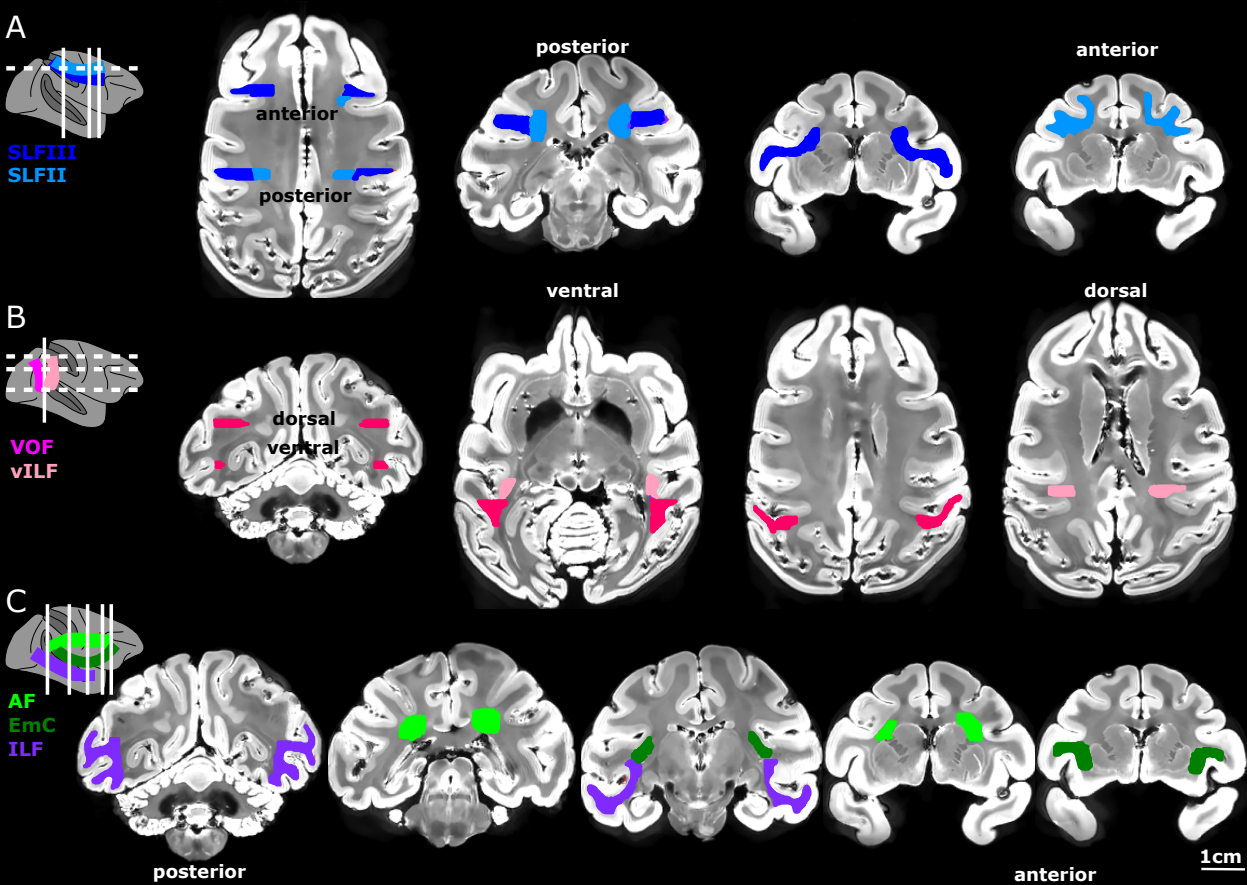 A
posterior
anterior
anterior
SLFIII
SLFII
posterior
ventral
dorsal
B
dorsal
ventral
VOF
vILF
C
AF
EmC
ILF
posterior
anterior
1cm